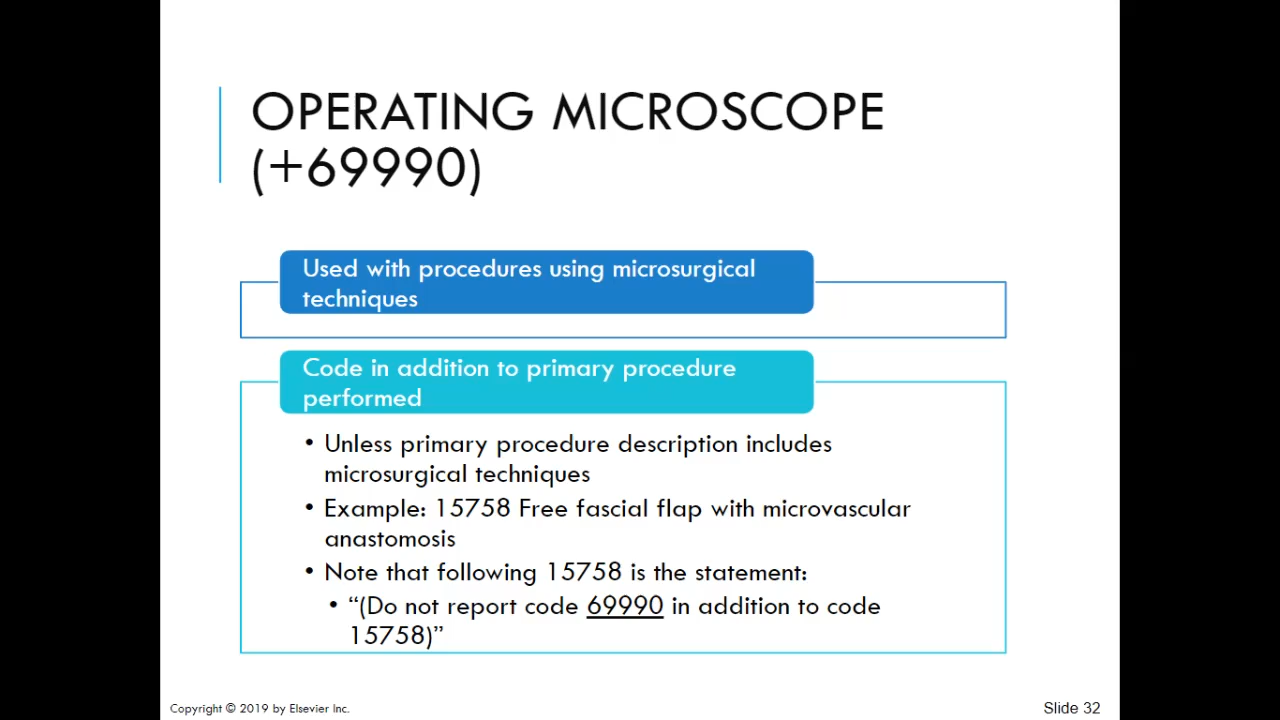 OPERATING MICROSCOPE
(+69990)
Used with procedures using microsurgical
techniques
Code in addition to primary procedure
performed
• Unless primary procedure description includes
microsurgical techniques
• Example: 15758 Free fascial flap with microvascular
anastomosis
• Note that following 15758 is the statement:
• “(Do not report code 69990 in addition to code
15758)”
Copyright © 2019 by Elsevier Inc.
Slide 32